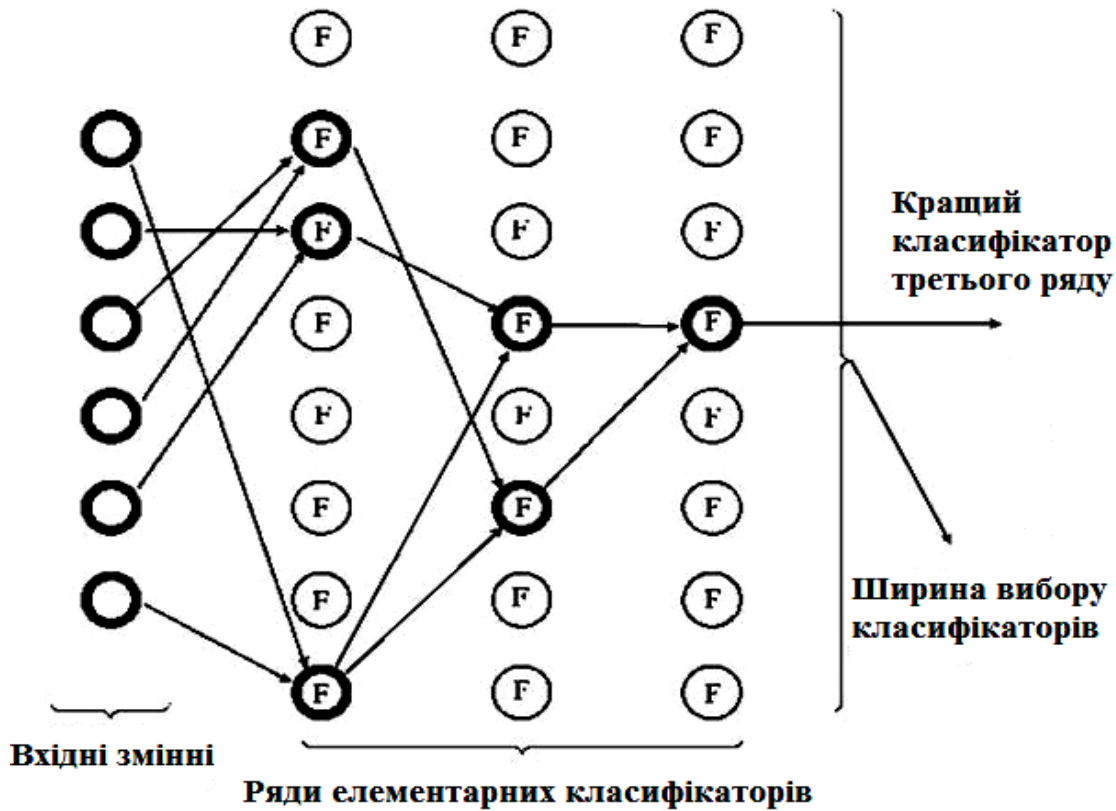 F F F
F F F
F F F
F F F
F F F
F F F
F F F
F F F
Кращий
класифікатор
третього ряду
Ширина вибору
класифікаторів
Вхідні змінні
Ряди елементарних класифікаторів